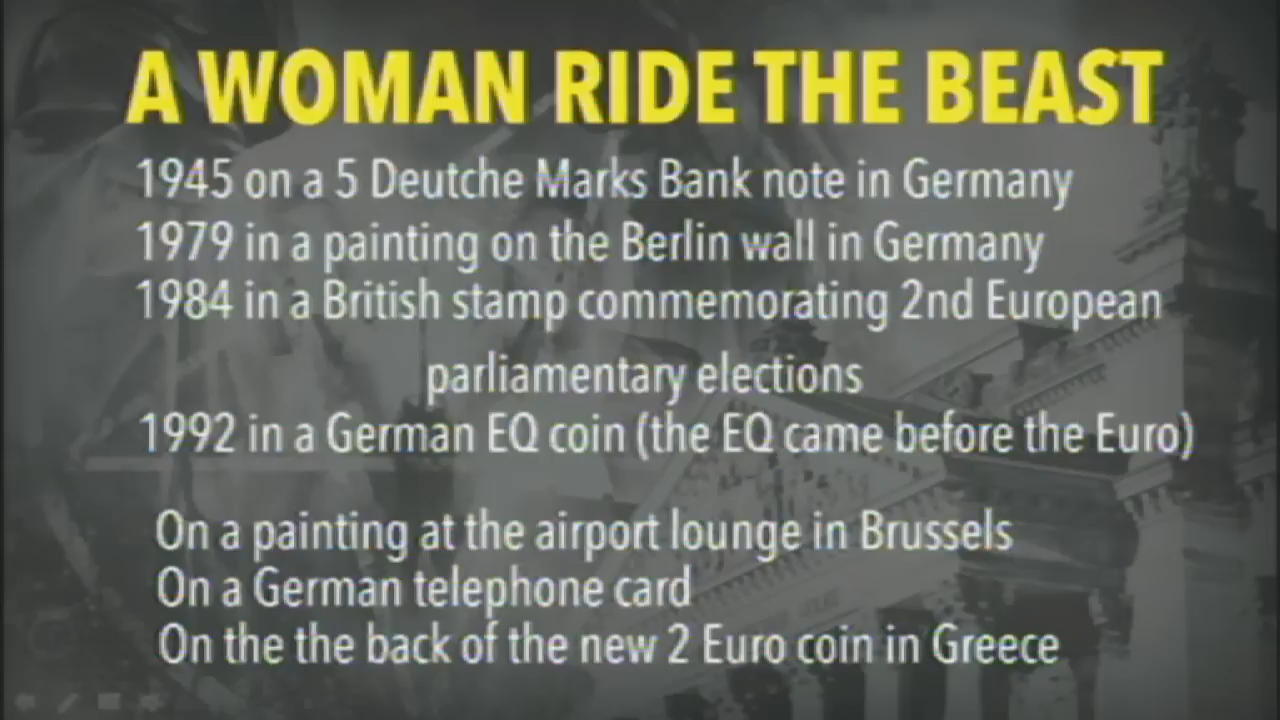 A WOMAN RIDE THE BEAST
1945 on a 5 Deutche Marks Bank note in Germany
1979 in a painting on the Berlin wall in Germany
1984 in a British stamp commemorating 2nd European
parliamentary elections
1992 in a German EQ coin (the EQ came before the Euro)
On a painting at the airport lounge in Brussels
On a German telephone card
On the the back of the new 2 Euro coin in Greece